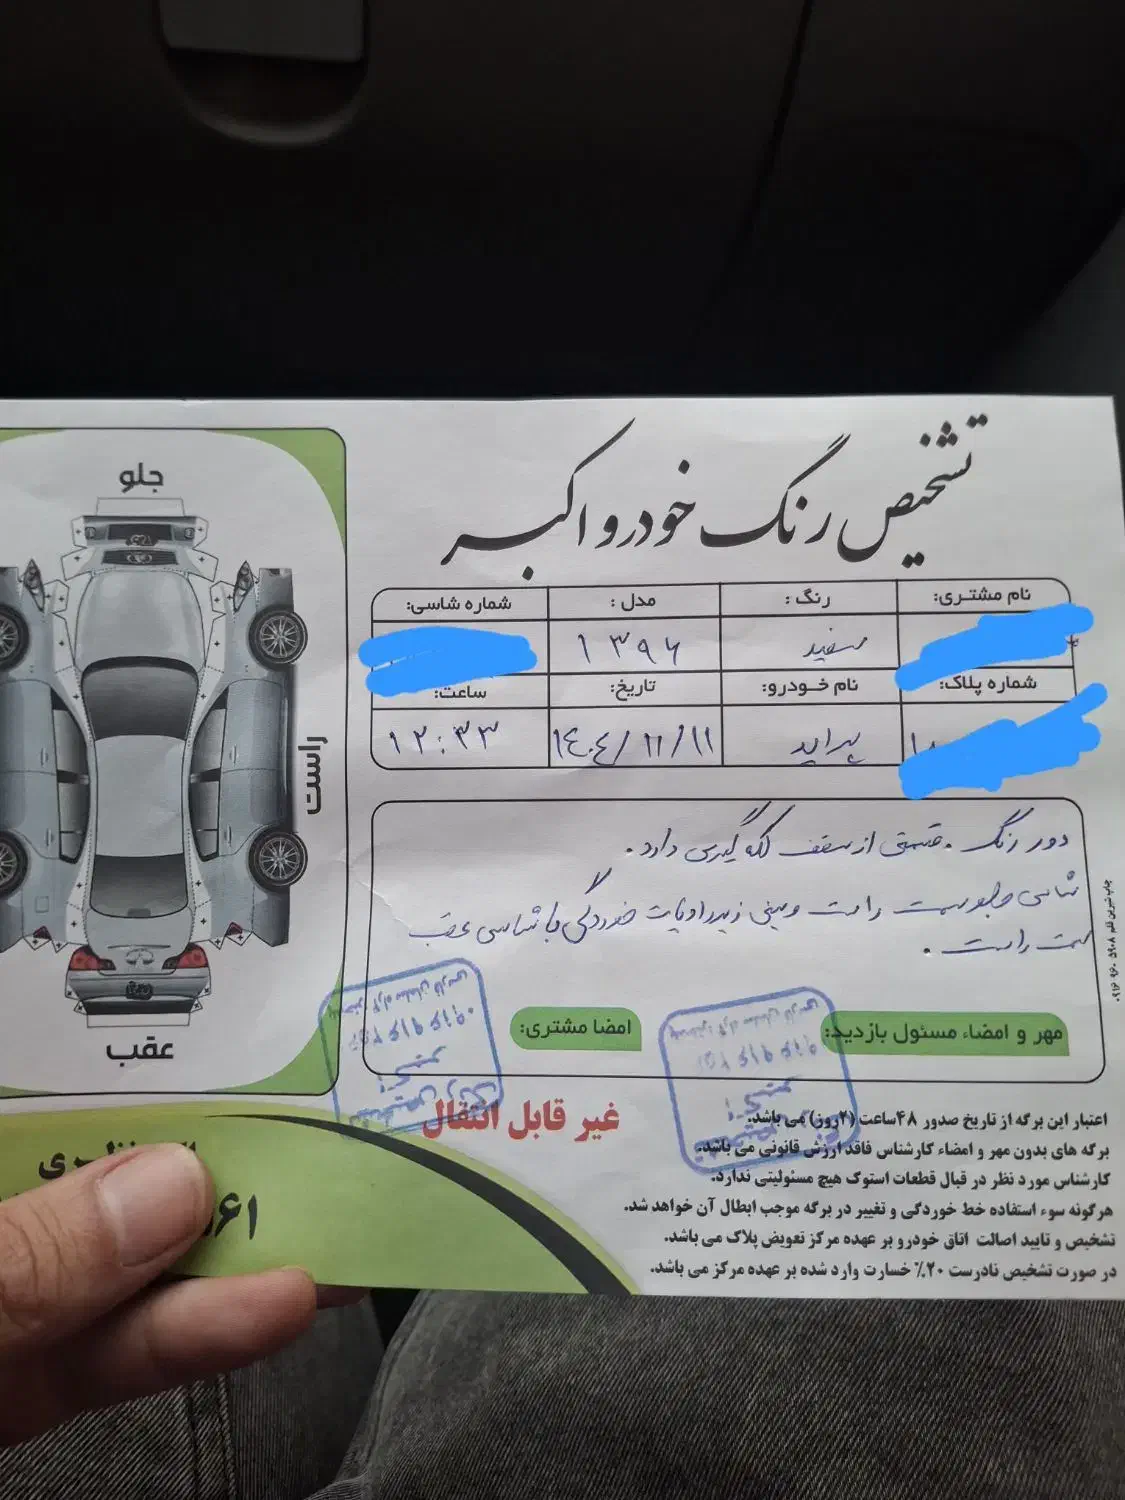 تشخیص رنگ خودرو اکبر
نام مشتری: رنگ : مدل : شماره شاسی:
سفید ۱۳۹۶
شماره پلاک: نام خودرو: تاریخ: ساعت:
پراید ۱۴۰۴/۱۱/۱۱ ۱۲:۳۳
دور رنگ . قسمتی از سقف لکه گیری دارد .
شاسی جلو سمت راست و سینی زیر رادیات خوردگی با شاسی عقب
سمت راست .
مهر و امضاء مسئول بازدید: امضا مشتری:
غیر قابل انتقال
اعتبار این برگه از تاریخ صدور ۴۸ساعت (۲روز) می باشد.
برگه های بدون مهر و امضاء کارشناس فاقد ارزش قانونی می باشد.
کارشناس مورد نظر در قبال قطعات استوک هیچ مسئولیتی ندارد.
هرگونه سوء استفاده خط خوردگی و تغییر در برگه موجب ابطال آن خواهد شد.
تشخیص و تایید اصالت اتاق خودرو بر عهده مرکز تعویض پلاک می باشد.
در صورت تشخیص نادرست ۲۰٪ خسارت وارد شده بر عهده مرکز می باشد.
جلو
راست
عقب